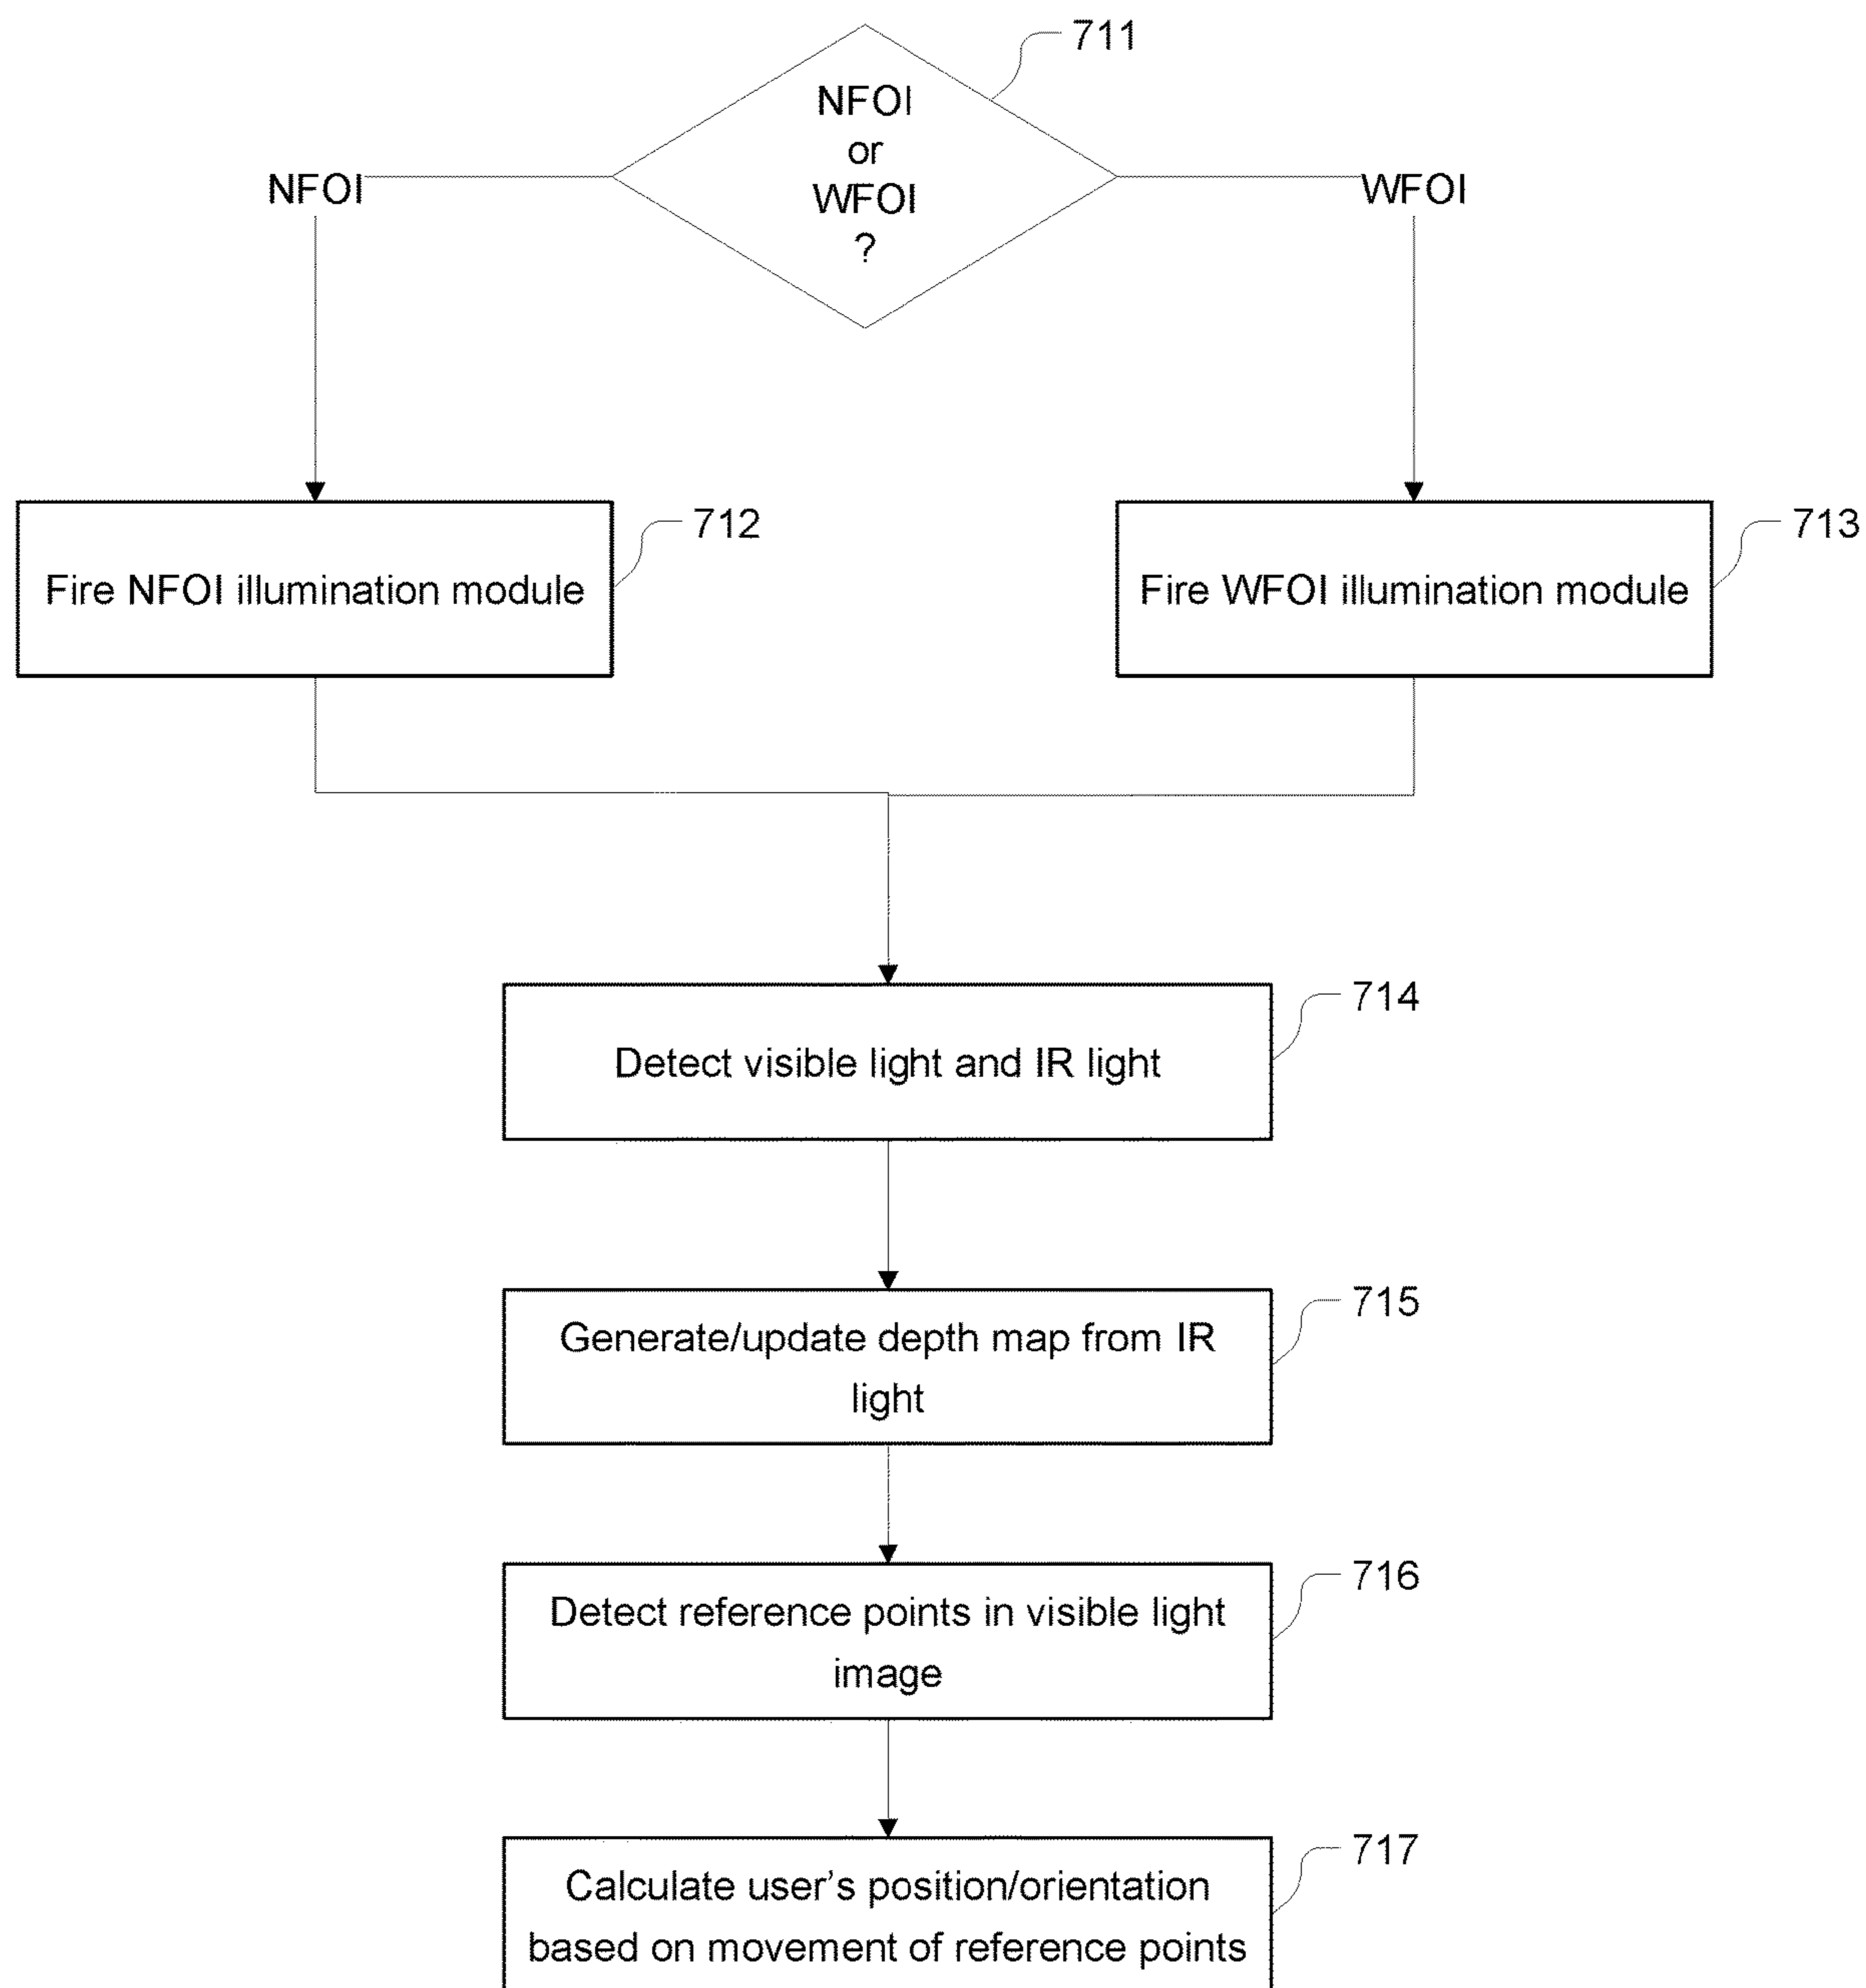 711
NFOI
or
WFOI
?
NFOI
WFOI
712
713
Fire NFOI illumination module
Fire WFOI illumination module
714
Detect visible light and IR light
715
Generate/update depth map from IR
light
716
Detect reference points in visible light
image
717
Calculate user’s position/orientation
based on movement of reference points